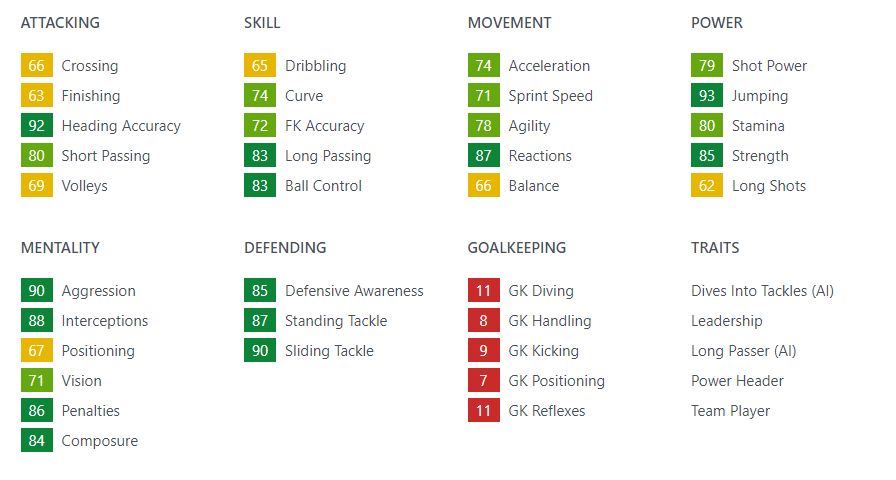 ATTACKING
66 Crossing
63 Finishing
92 Heading Accuracy
80 Short Passing
69 Volleys
SKILL
65 Dribbling
74 Curve
72 FK Accuracy
83 Long Passing
83 Ball Control
MOVEMENT
74 Acceleration
71 Sprint Speed
78 Agility
87 Reactions
66 Balance
POWER
79 Shot Power
93 Jumping
80 Stamina
85 Strength
62 Long Shots
MENTALITY
90 Aggression
88 Interceptions
67 Positioning
71 Vision
86 Penalties
84 Composure
DEFENDING
85 Defensive Awareness
87 Standing Tackle
90 Sliding Tackle
GOALKEEPING
11 GK Diving
8 GK Handling
9 GK Kicking
7 GK Positioning
11 GK Reflexes
TRAITS
Dives Into Tackles (AI)
Leadership
Long Passer (AI)
Power Header
Team Player